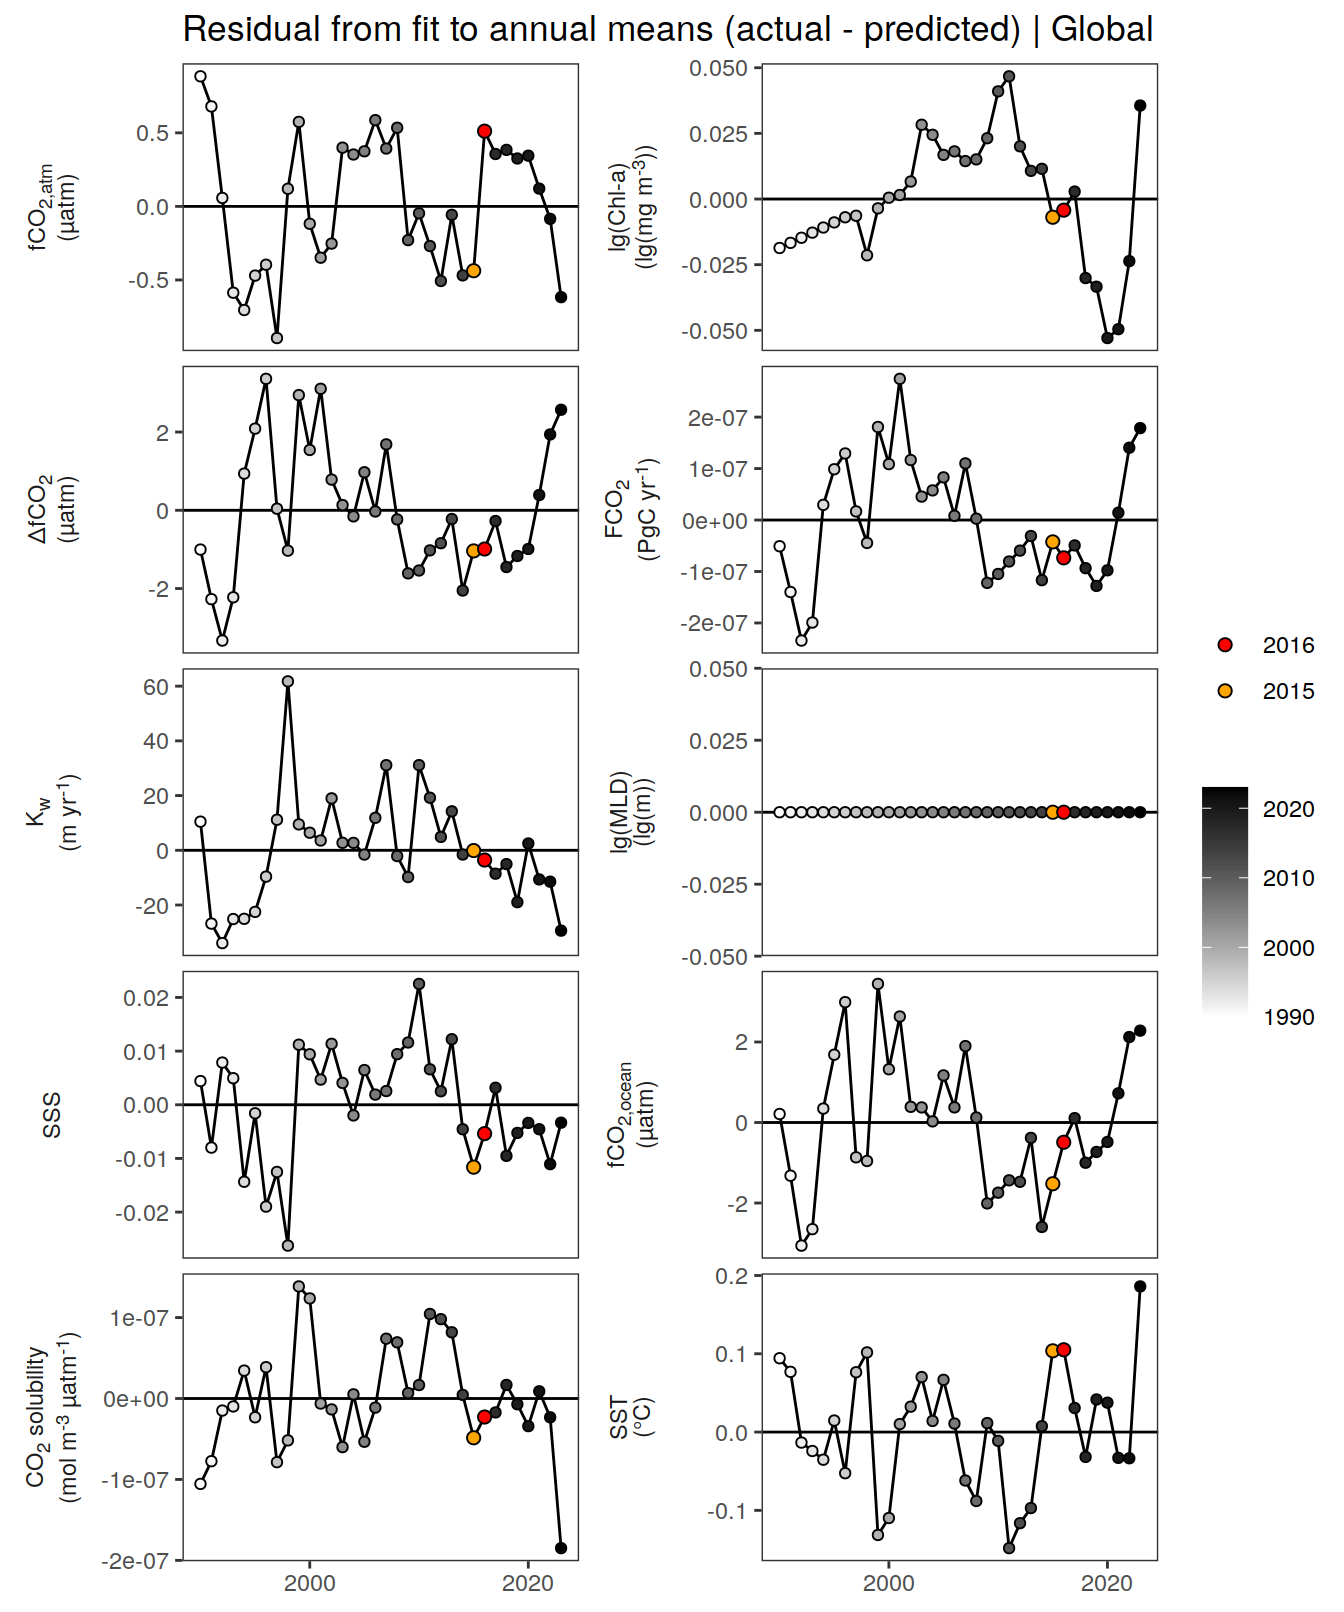 Residual from fit to annual means (actual - predicted) | Global
fCO2,atm
(µatm)
0.5
0.0
-0.5
lg(Chl-a)
(lg(mg m-3))
0.050
0.025
0.000
-0.025
-0.050
ΔfCO2
(µatm)
2
0
-2
FCO2
(PgC yr-1)
2e-07
1e-07
0e+00
-1e-07
-2e-07
Kw
(m yr-1)
60
40
20
0
-20
lg(MLD)
(lg(m))
0.050
0.025
0.000
-0.025
-0.050
SSS
0.02
0.01
0.00
-0.01
-0.02
fCO2,ocean
(µatm)
2
0
-2
CO2 solubility
(mol m-3 µatm-1)
1e-07
0e+00
-1e-07
-2e-07
2000
2020
SST
(°C)
0.2
0.1
0.0
-0.1
2000
2020
2016
2015
2020
2010
2000
1990